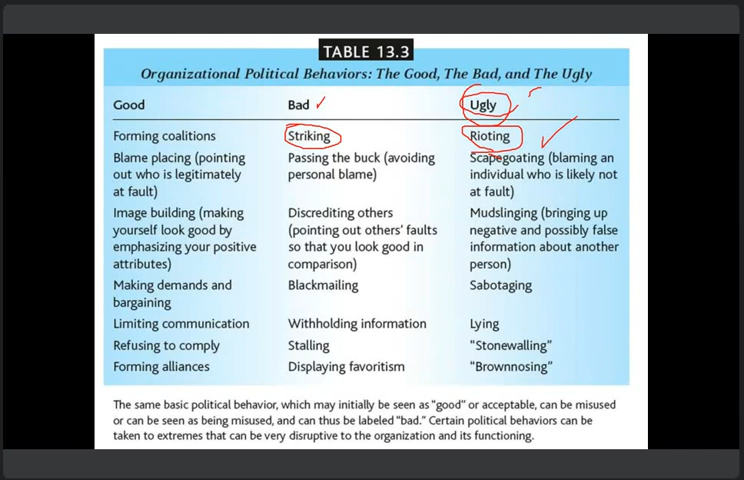 TABLE 13.3
Organizational Political Behaviors: The Good, The Bad, and The Ugly
Good Bad Ugly
Forming coalitions Striking Rioting
Blame placing (pointing Passing the buck (avoiding Scapegoating (blaming an
out who is legitimately personal blame) individual who is likely not
at fault) at fault)
Image building (making Discrediting others Mudslinging (bringing up
yourself look good by (pointing out others' faults negative and possibly false
emphasizing your positive so that you look good in information about another
attributes) comparison) person)
Making demands and Blackmailing Sabotaging
bargaining
Limiting communication Withholding information Lying
Refusing to comply Stalling "Stonewalling"
Forming alliances Displaying favoritism "Brownnosing"
The same basic political behavior, which may initially be seen as "good" or acceptable, can be misused
or can be seen as being misused, and can thus be labeled "bad." Certain political behaviors can be
taken to extremes that can be very disruptive to the organization and its functioning.